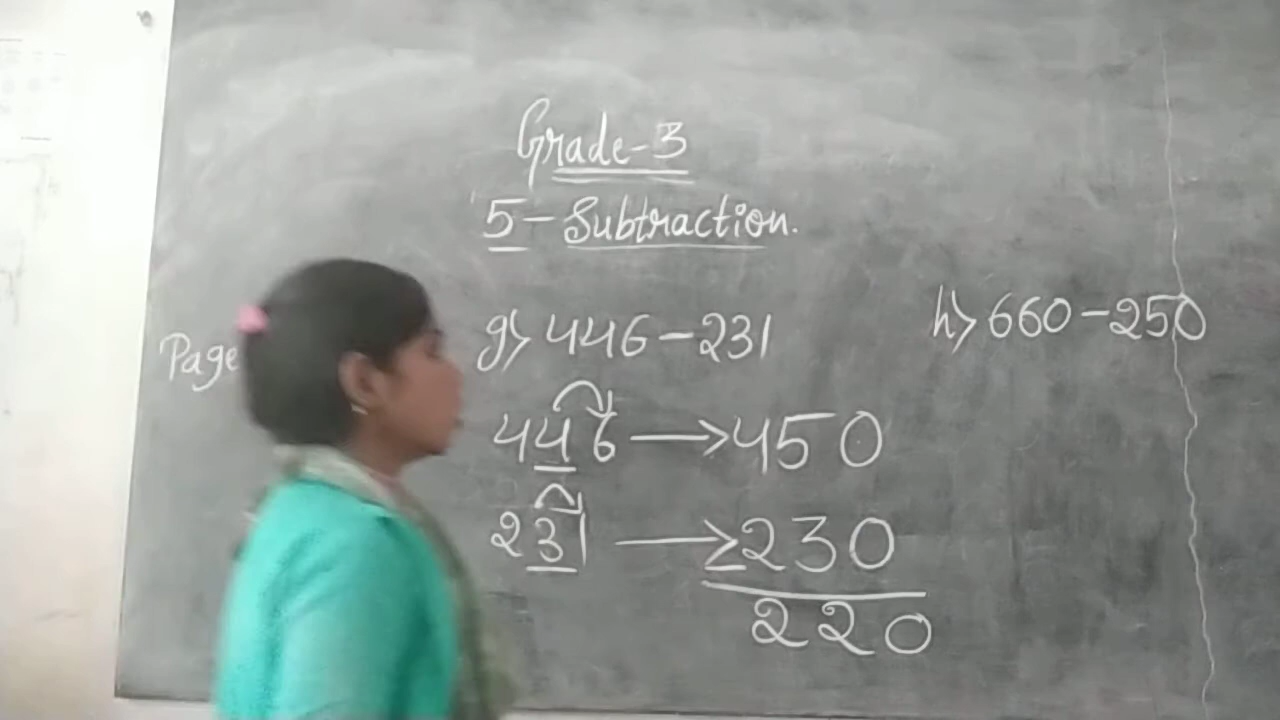 Grade-3
5-Subtraction.
Page
g> 446-231
446 → 450
231 → -230
220
h> 660-250